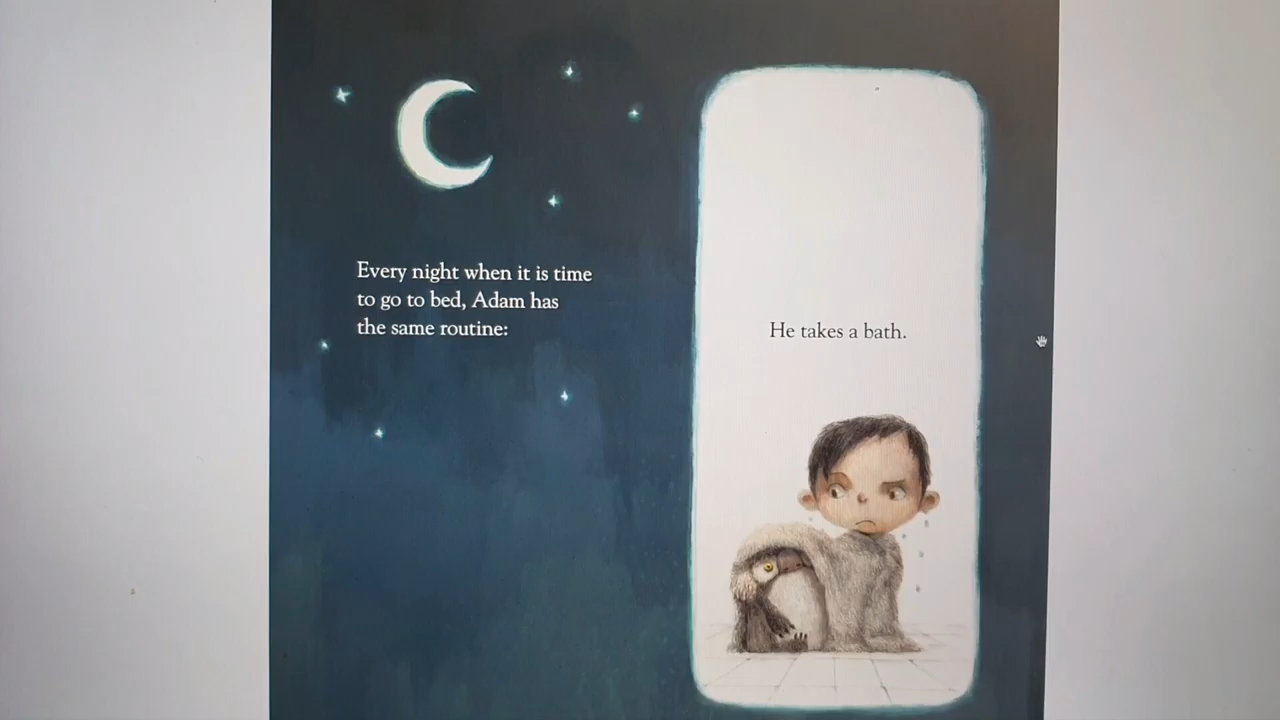 Every night when it is time
to go to bed, Adam has
the same routine:
He takes a bath.